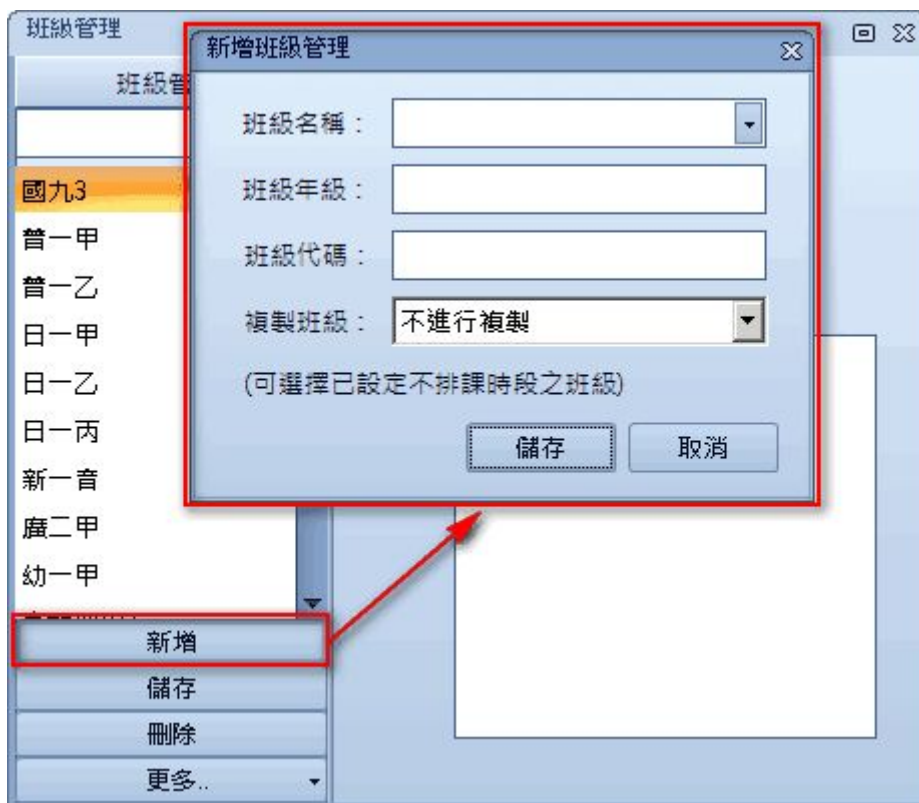 班級管理
班級管
國九3
普一甲
普一乙
日一甲
日一乙
日一丙
新一音
廣二甲
幼一甲
新增
儲存
刪除
更多..
新增班級管理
班級名稱：
班級年級：
班級代碼：
複製班級： 不進行複製
(可選擇已設定不排課時段之班級)
儲存 取消